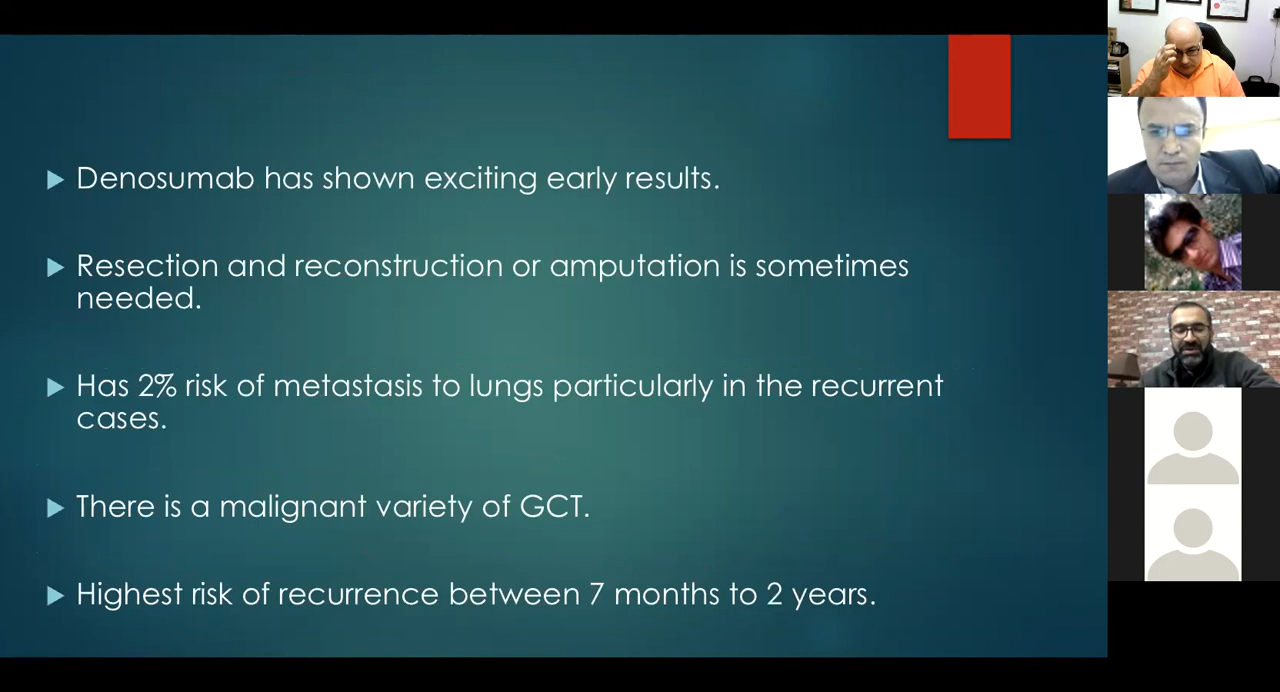 Denosumab has shown exciting early results.
Resection and reconstruction or amputation is sometimes
needed.
Has 2% risk of metastasis to lungs particularly in the recurrent
cases.
There is a malignant variety of GCT.
Highest risk of recurrence between 7 months to 2 years.